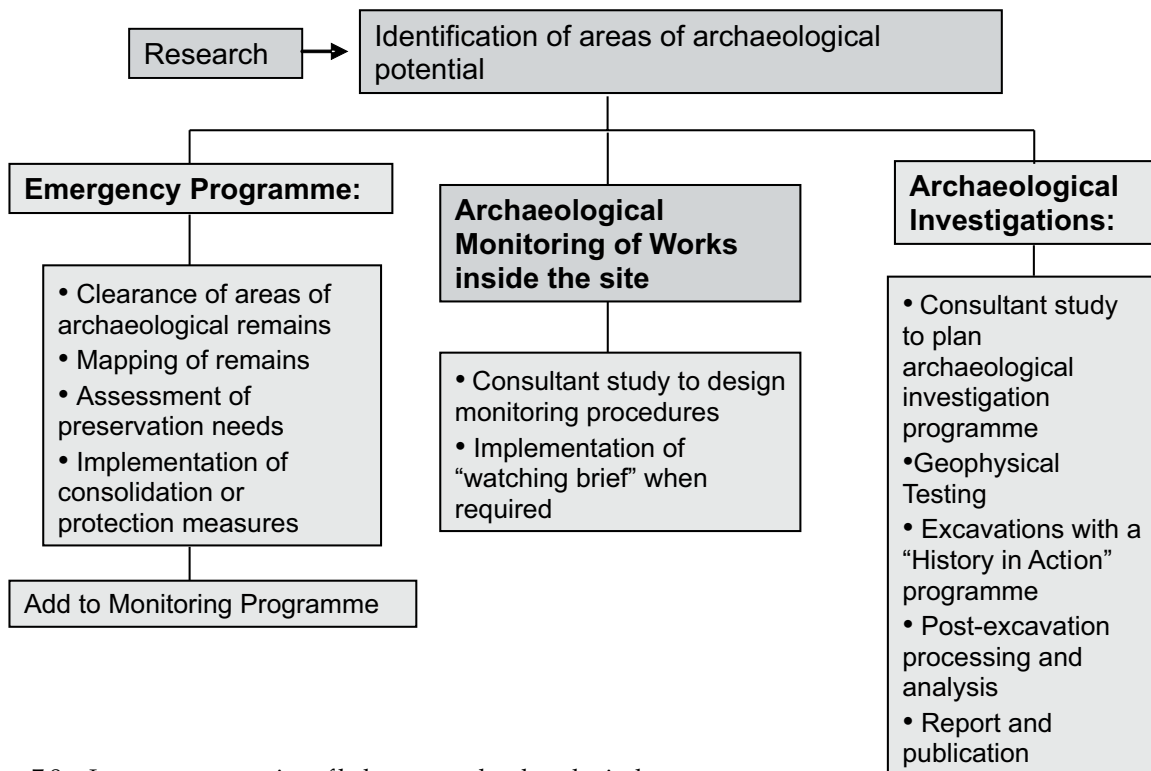 Research
Identification of areas of archaeological
potential
Emergency Programme:
• Clearance of areas of
archaeological remains
• Mapping of remains
• Assessment of
preservation needs
• Implementation of
consolidation or
protection measures
Add to Monitoring Programme
Archaeological
Monitoring of Works
inside the site
• Consultant study to design
monitoring procedures
• Implementation of
“watching brief” when
required
Archaeological
Investigations:
• Consultant study
to plan
archaeological
investigation
programme
•Geophysical
Testing
• Excavations with a
“History in Action”
programme
• Post-excavation
processing and
analysis
• Report and
publication